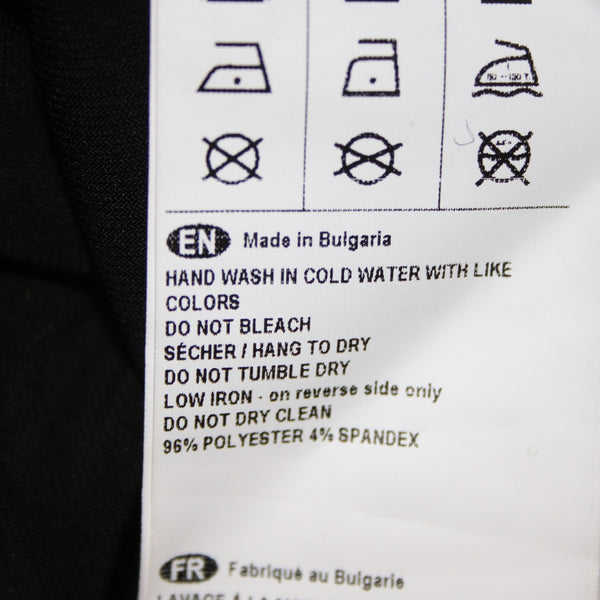 EN Made in Bulgaria
HAND WASH IN COLD WATER WITH LIKE
COLORS
DO NOT BLEACH
SÉCHER / HANG TO DRY
DO NOT TUMBLE DRY
LOW IRON - on reverse side only
DO NOT DRY CLEAN
96% POLYESTER 4% SPANDEX
FR Fabriqué au Bulgarie